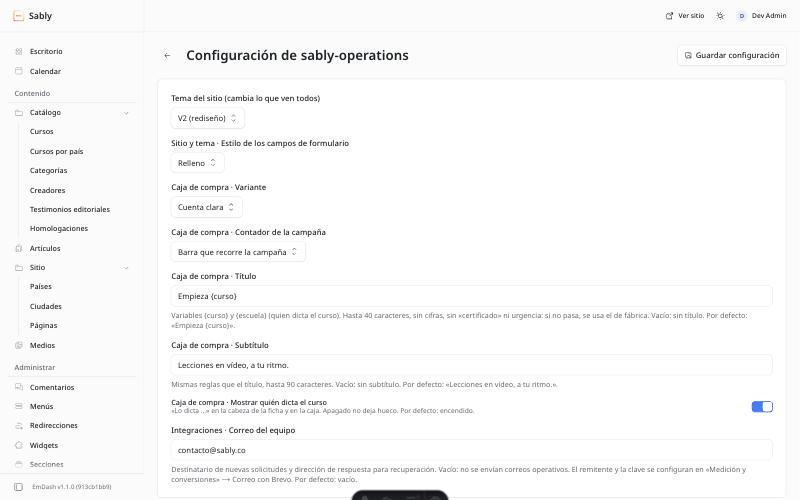 Sably
Ver sitio
D
Dev Admin
Escritorio
Calendar
Contenido
Catálogo
Cursos
Cursos por país
Categorías
Creadores
Testimonios editoriales
Homologaciones
Artículos
Sitio
Países
Ciudades
Páginas
Medios
Administrar
Comentarios
Menús
Redirecciones
Widgets
Secciones
EmDash v1.1.0 (913cb1bb9)
← Configuración de sably-operations
Guardar configuración
Tema del sitio (cambia lo que ven todos)
V2 (rediseño)
Sitio y tema · Estilo de los campos de formulario
Relleno
Caja de compra · Variante
Cuenta clara
Caja de compra · Contador de la campaña
Barra que recorre la campaña
Caja de compra · Título
Empieza {curso}
Variables {curso} y {escuela} (quien dicta el curso). Hasta 40 caracteres, sin cifras, sin «certificado» ni urgencia: si no pasa, se usa el de fábrica. Vacío: sin título. Por defecto:
«Empieza {curso}».
Caja de compra · Subtítulo
Lecciones en vídeo, a tu ritmo.
Mismas reglas que el título, hasta 90 caracteres. Vacío: sin subtítulo. Por defecto: «Lecciones en vídeo, a tu ritmo.».
Caja de compra · Mostrar quién dicta el curso
«Lo dicta …» en la cabeza de la ficha y en la caja. Apagado no deja hueco. Por defecto: encendido.
Integraciones · Correo del equipo
contacto@sably.co
Destinatario de nuevas solicitudes y dirección de respuesta para recuperación. Vacío: no se envían correos operativos. El remitente y la clave se configuran en «Medición y
conversiones» → Correo con Brevo. Por defecto: vacío.